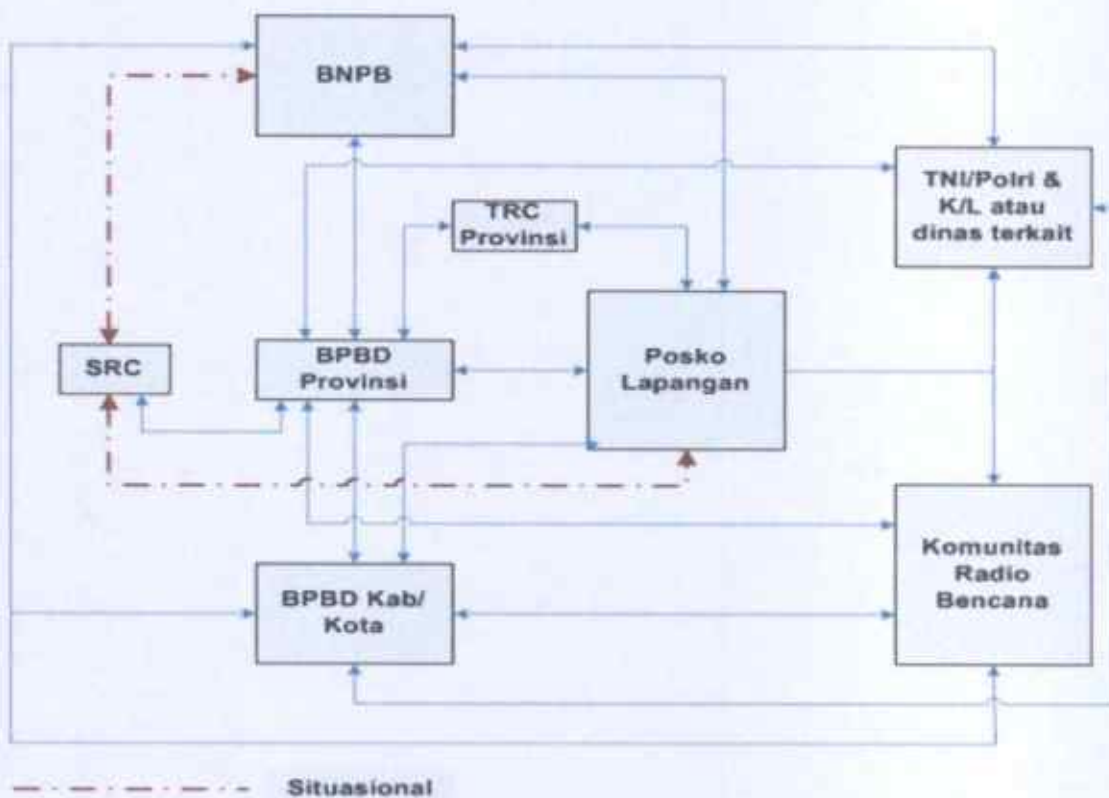 BNPB
TNI/Polri &
K/L atau
dinas terkait
TRC
Provinsi
SRC
BPBD
Provinsi
Posko
Lapangan
BPBD Kab/
Kota
Komunitas
Radio
Bencana
Situasional